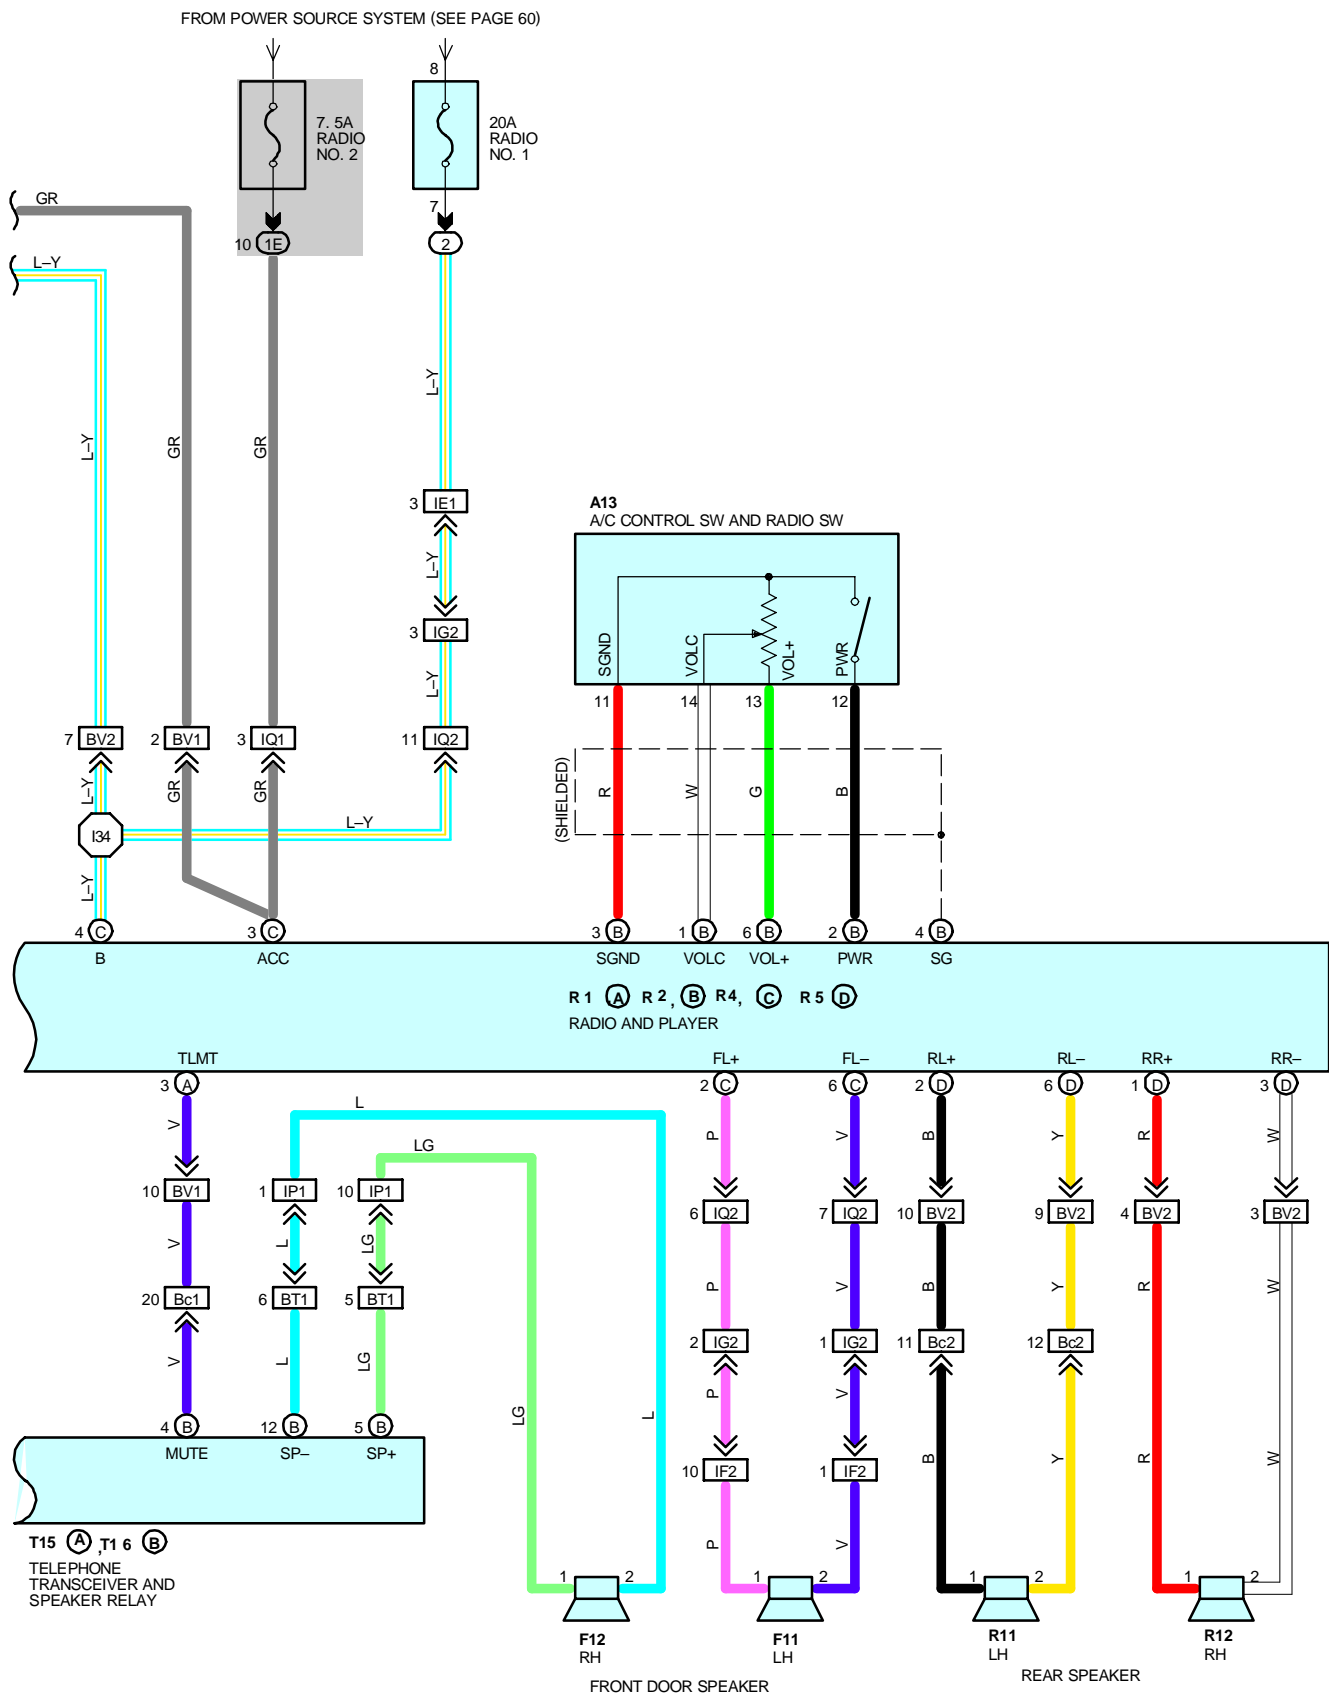 FROM POWER SOURCE SYSTEM (SEE PAGE 60)
8
7. 5A
RADIO
NO. 2
20A
RADIO
NO. 1
GR
7
10 1E
2
L–Y
L–Y
L–Y
GR
GR
3 IE1
A13
A/C CONTROL SW AND RADIO SW
L–Y
3 IG2
SGND
VOLC
VOL+
PWR
L–Y
11
14
13
12
7 BV2
2 BV1
3 IQ1
11 IQ2
(SHIELDED)
L–Y
GR
GR
R
W
G
B
I34
L–Y
L–Y
4 C
3 C
3 B
1 B
6 B
2 B
4 B
B
ACC
SGND
VOLC
VOL+
PWR
SG
R 1 A R 2 , B R 4, C R 5 D
RADIO AND PLAYER
TLMT
FL+
FL–
RL+
RL–
RR+
RR–
3 A
2 C
6 C
2 D
6 D
1 D
3 D
L
V
LG
P
V
B
Y
R
W
10 BV1
1 IP1
10 IP1
6 IQ2
7 IQ2
10 BV2
9 BV2
4 BV2
3 BV2
V
L
LG
P
V
B
Y
R
W
20 Bc1
6 BT1
5 BT1
2 IG2
1 IG2
11 Bc2
12 Bc2
V
L
LG
P
V
LG
L
4 B
12 B
5 B
MUTE
SP–
SP+
B
Y
R
W
10 IF2
1 IF2
T15 A ,T1 6 B
TELEPHONE
TRANSCEIVER AND
SPEAKER RELAY
P
V
1
2
1
2
1
2
1
2
F12
RH
F11
LH
R11
LH
R12
RH
FRONT DOOR SPEAKER
REAR SPEAKER